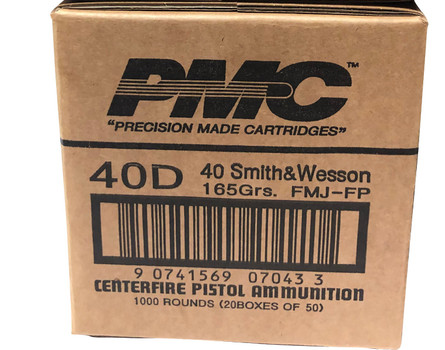 PMC™
"PRECISION MADE CARTRIDGES"
40D 40 Smith&Wesson
165Grs. FMJ-FP
9 0741569 07043 3
CENTERFIRE PISTOL AMMUNITION
1000 ROUNDS (20BOXES OF 50)